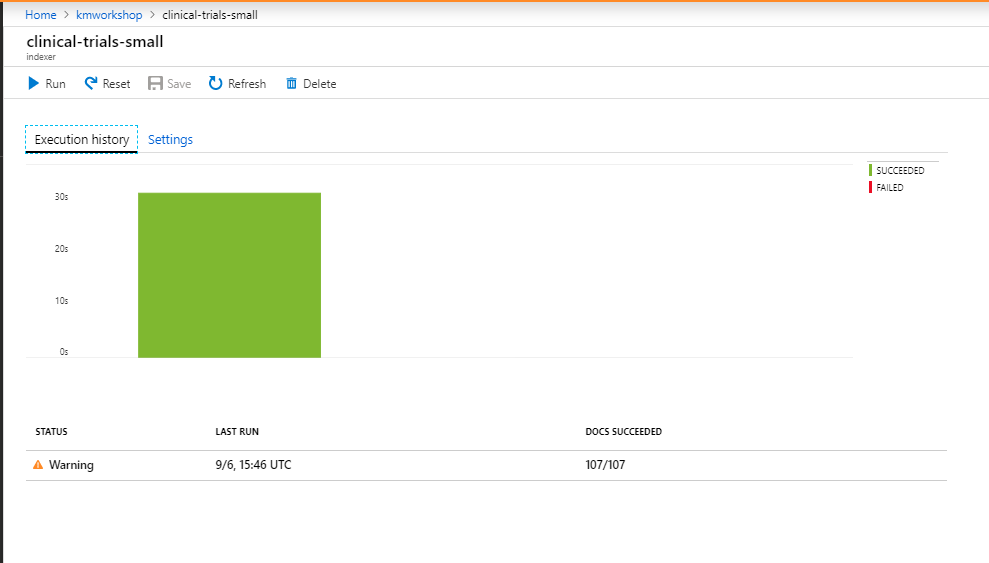 Home > kmworkshop > clinical-trials-small
clinical-trials-small
indexer
Run Reset Save Refresh Delete
Execution history Settings
SUCCEEDED
FAILED
30s
20s
10s
0s
STATUS LAST RUN DOCS SUCCEEDED
Warning 9/6, 15:46 UTC 107/107